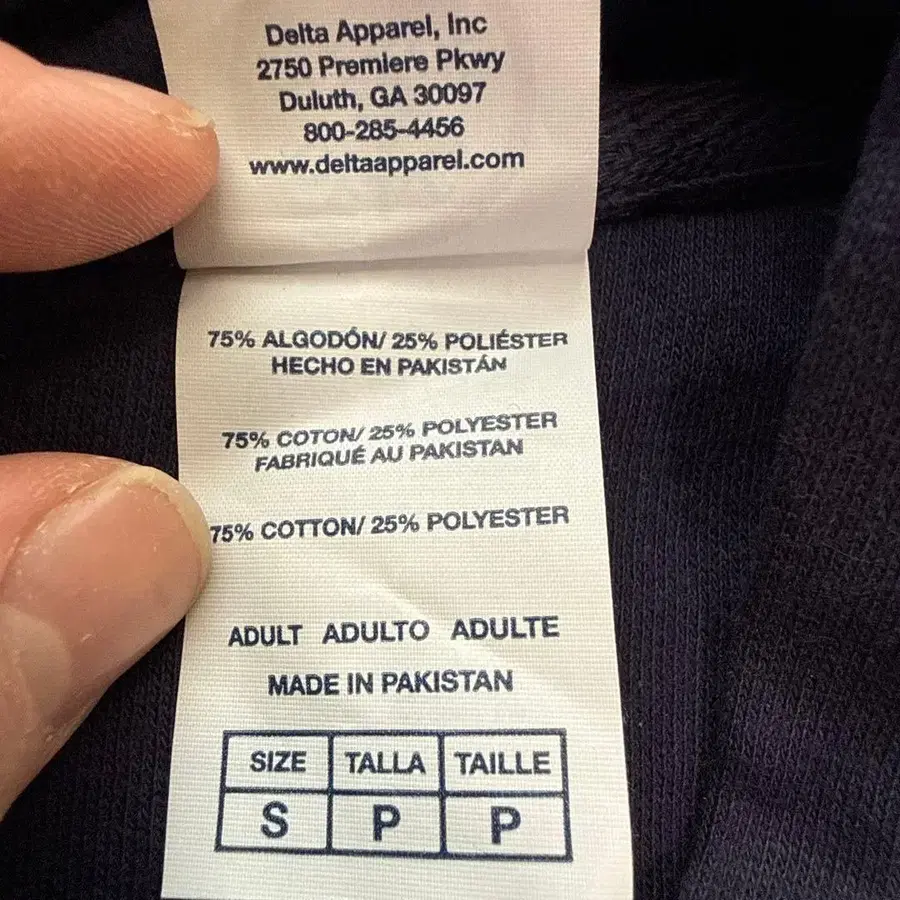 Delta Apparel, Inc
2750 Premiere Pkwy
Duluth, GA 30097
800-285-4456
www.deltaapparel.com
75% ALGODÓN/ 25% POLIÉSTER
HECHO EN PAKISTÁN
75% COTON/ 25% POLYESTER
FABRIQUÉ AU PAKISTAN
75% COTTON/ 25% POLYESTER
ADULT ADULTO ADULTE
MADE IN PAKISTAN
SIZE TALLA TAILLE
S P P